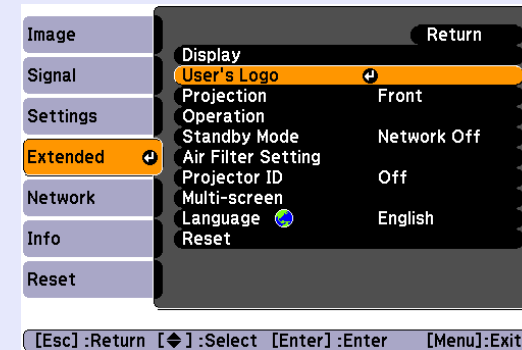 Image
Signal
Settings
Extended
Network
Info
Reset
Return
Display
User's Logo
Projection Front
Operation
Standby Mode Network Off
Air Filter Setting
Projector ID Off
Multi-screen
Language English
Reset
[Esc] :Return [◆] :Select [Enter] :Enter [Menu]:Exit